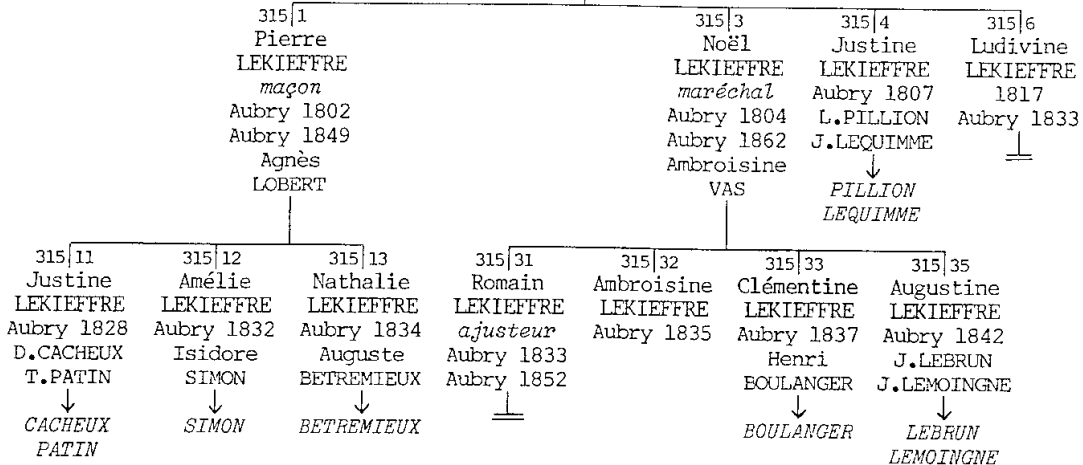 315|1
Pierre
LEKIEFFRE
maçon
Aubry 1802
Aubry 1849
Agnès
LOBERT
315|3
Noël
LEKIEFFRE
maréchal
Aubry 1804
Aubry 1862
Ambroisine
VAS
315|4
Justine
LEKIEFFRE
Aubry 1807
L.PILLION
J.LEQUIMME
PILLION
LEQUIMME
315|6
Ludivine
LEKIEFFRE
1817
Aubry 1833
315|11
Justine
LEKIEFFRE
Aubry 1828
D.CACHEUX
T.PATIN
CACHEUX
PATIN
315|12
Amélie
LEKIEFFRE
Aubry 1832
Isidore
SIMON
SIMON
315|13
Nathalie
LEKIEFFRE
Aubry 1834
Auguste
BETREMIEUX
BETREMIEUX
315|31
Romain
LEKIEFFRE
ajusteur
Aubry 1833
Aubry 1852
315|32
Ambroisine
LEKIEFFRE
Aubry 1835
315|33
Clémentine
LEKIEFFRE
Aubry 1837
Henri
BOULANGER
BOULANGER
315|35
Augustine
LEKIEFFRE
Aubry 1842
J.LEBRUN
J.LEMOINGNE
LEBRUN
LEMOINGNE